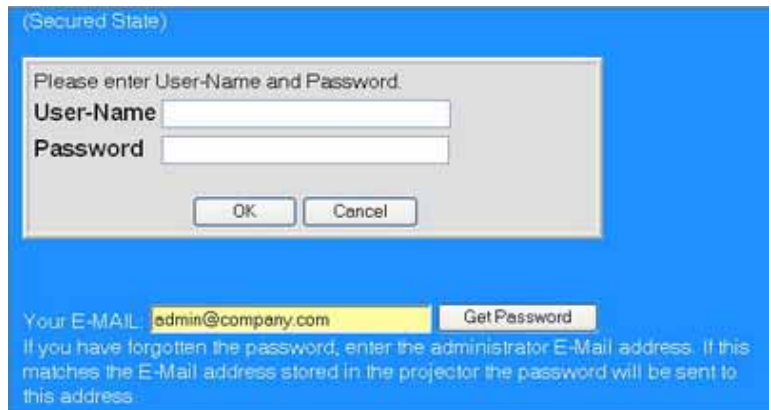 (Secured State)
Please enter User-Name and Password.
User-Name
Password
OK Cancel
Your E-MAIL: admin@company.com Get Password
If you have forgotten the password, enter the administrator E-Mail address. If this
matches the E-Mail address stored in the projector the password will be sent to
this address.